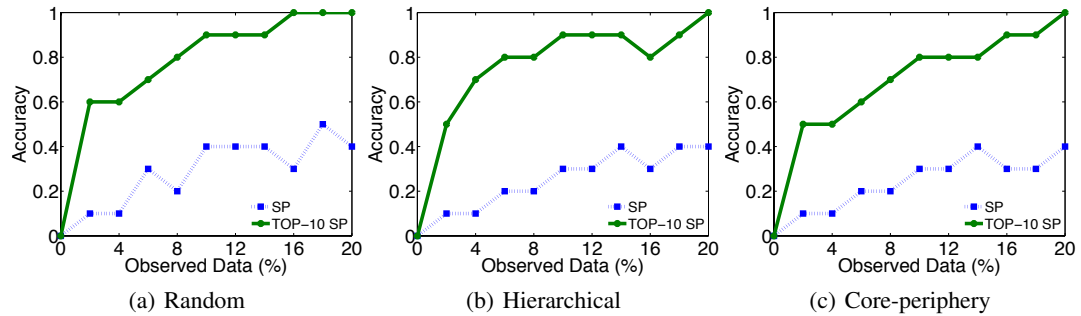 1
0.8
0.6
0.4
0.2
0
Accuracy
SP
TOP-10 SP
0 4 8 12 16 20
Observed Data (%)
(a) Random
1
0.8
0.6
0.4
0.2
0
Accuracy
SP
TOP-10 SP
0 4 8 12 16 20
Observed Data (%)
(b) Hierarchical
1
0.8
0.6
0.4
0.2
0
Accuracy
SP
TOP-10 SP
0 4 8 12 16 20
Observed Data (%)
(c) Core-periphery